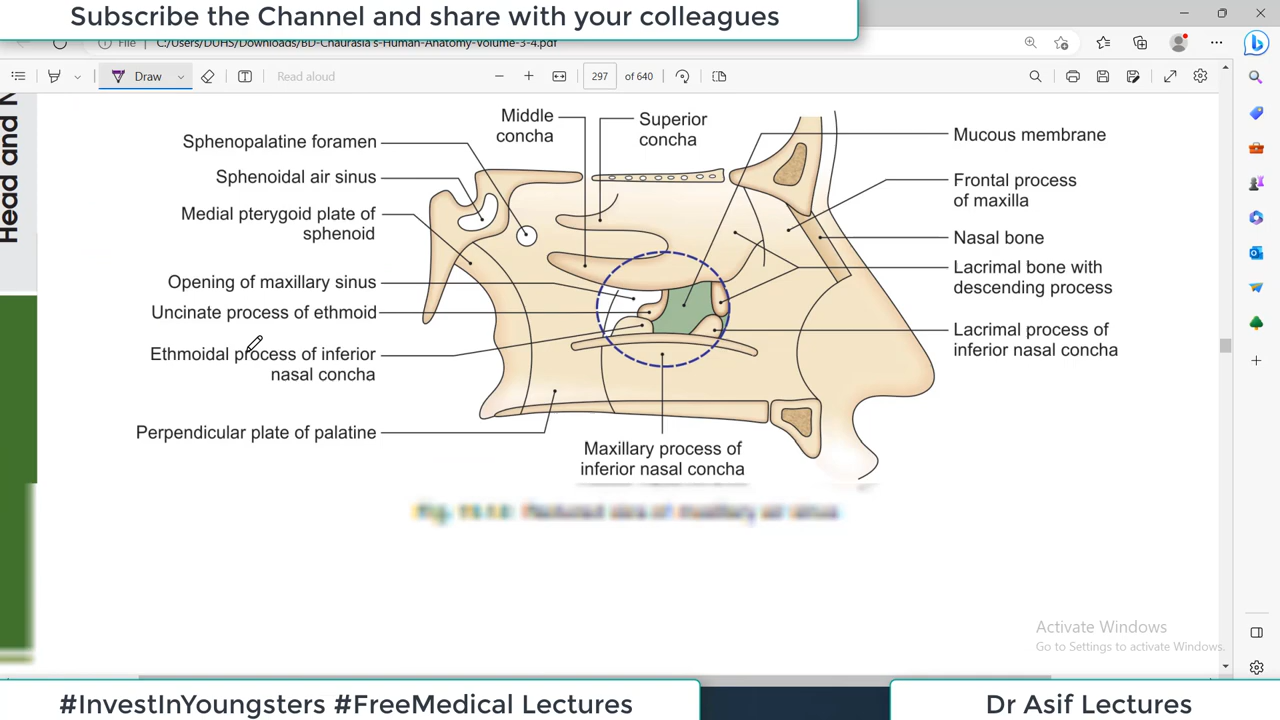 Subscribe the Channel and share with your colleagues
File
C:/Users/DUHS/Downloads/BD-Chaurasia's-Human-Anatomy-Volume-3-4.pdf
Draw
Read aloud
297 of 640
Head and N
Middle
concha
Superior
concha
Sphenopalatine foramen
Sphenoidal air sinus
Medial pterygoid plate of
sphenoid
Opening of maxillary sinus
Uncinate process of ethmoid
Ethmoidal process of inferior
nasal concha
Perpendicular plate of palatine
Mucous membrane
Frontal process
of maxilla
Nasal bone
Lacrimal bone with
descending process
Lacrimal process of
inferior nasal concha
Maxillary process of
inferior nasal concha
Activate Windows
Go to Settings to activate Windows.
#InvestInYoungsters #FreeMedical Lectures
Dr Asif Lectures